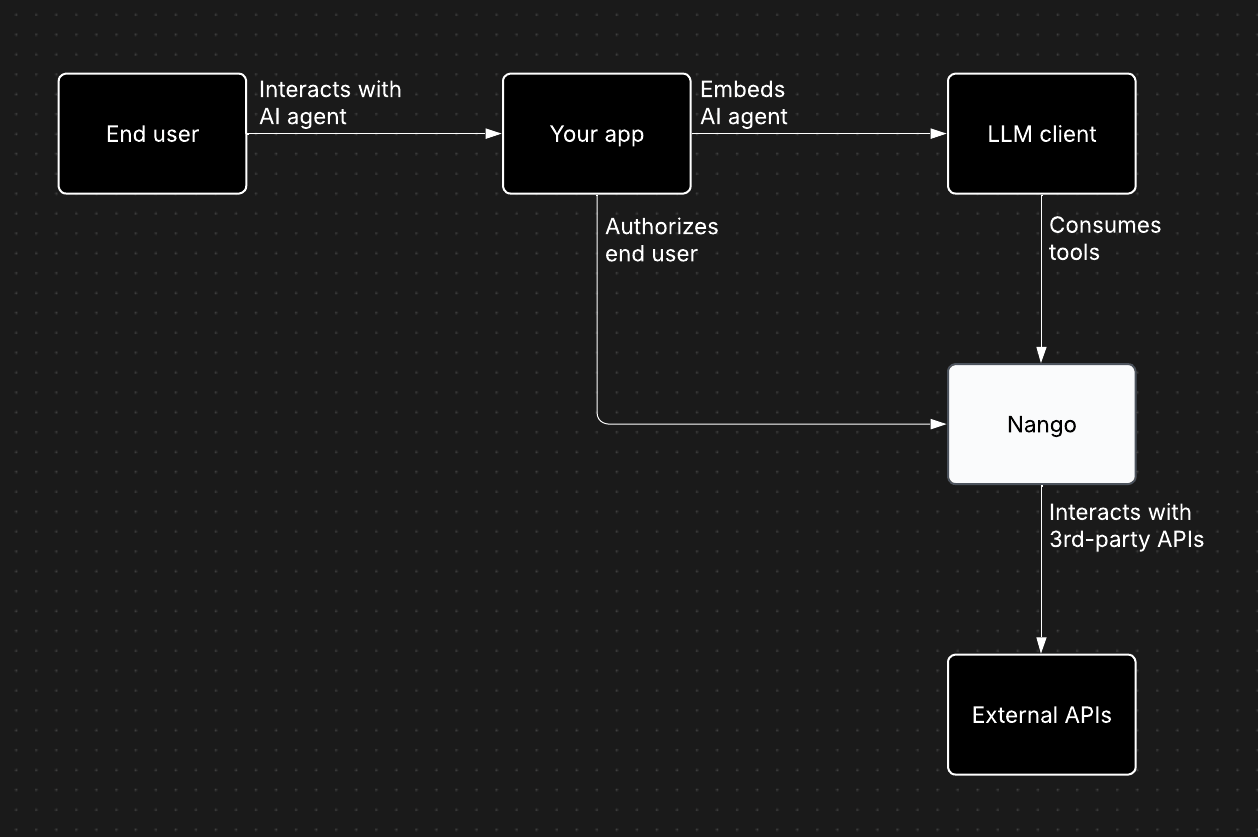 End user
Interacts with
AI agent
Your app
Embeds
AI agent
LLM client
Authorizes
end user
Consumes
tools
Nango
Interacts with
3rd-party APIs
External APIs